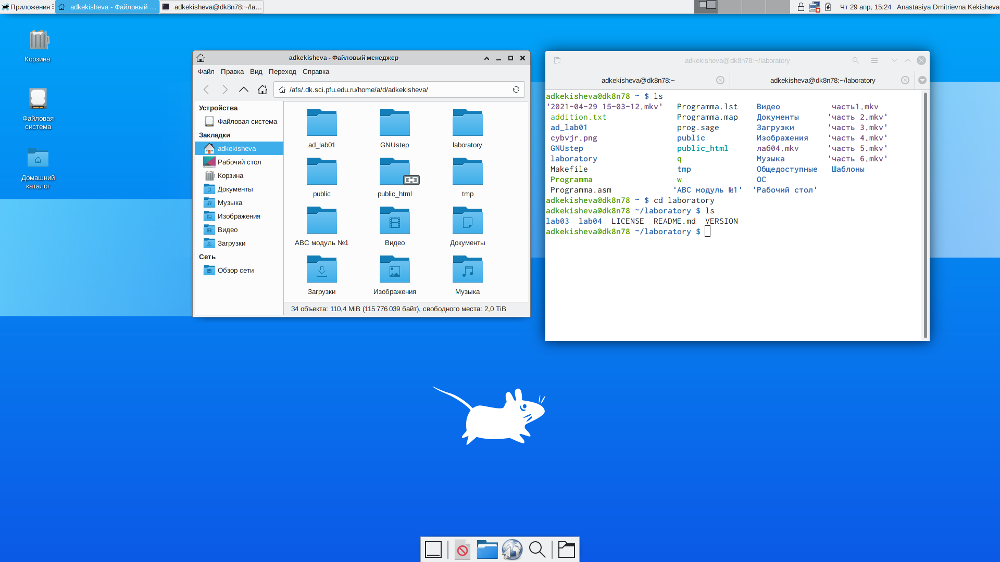 Приложения
adkekisheva - Файловый ...
adkekisheva@dk8n78:~/la...
Чт 29 апр, 15:24
Anastasiya Dmitrievna Kekisheva
Корзина
Файловая
система
Домашний
каталог
adkekisheva - Файловый менеджер
Файл Правка Вид Переход Справка
/afs/.dk.sci.pfu.edu.ru/home/a/d/adkekisheva/
Устройства
Файловая система
Закладки
adkekisheva
Рабочий стол
Корзина
Документы
Музыка
Изображения
Видео
Загрузки
Сеть
Обзор сети
ad_lab01 GNUstep laboratory
public public_html tmp
АВС модуль №1 Видео Документы
Загрузки Изображения Музыка
34 объекта: 110,4 MiB (115 776 039 байт), свободного места: 2,0 TiB
adkekisheva@dk8n78:~/laboratory
adkekisheva@dk8n78:~
adkekisheva@dk8n78:~/laboratory
adkekisheva@dk8n78 ~ $ ls
'2021-04-29 15-03-12.mkv' Programma.lst Видео часть1.mkv
addition.txt Programma.map Документы 'часть 2.mkv'
ad_lab01 prog.sage Загрузки 'часть 3.mkv'
cybvjr.png public Изображения 'часть 4.mkv'
GNUstep public_html лаб04.mkv 'часть 5.mkv'
laboratory q Музыка 'часть 6.mkv'
Makefile tmp Общедоступные Шаблоны
Programma w ОС
Programma.asm 'АВС модуль №1' 'Рабочий стол'
adkekisheva@dk8n78 ~ $ cd laboratory
adkekisheva@dk8n78 ~/laboratory $ ls
lab03 lab04 LICENSE README.md VERSION
adkekisheva@dk8n78 ~/laboratory $